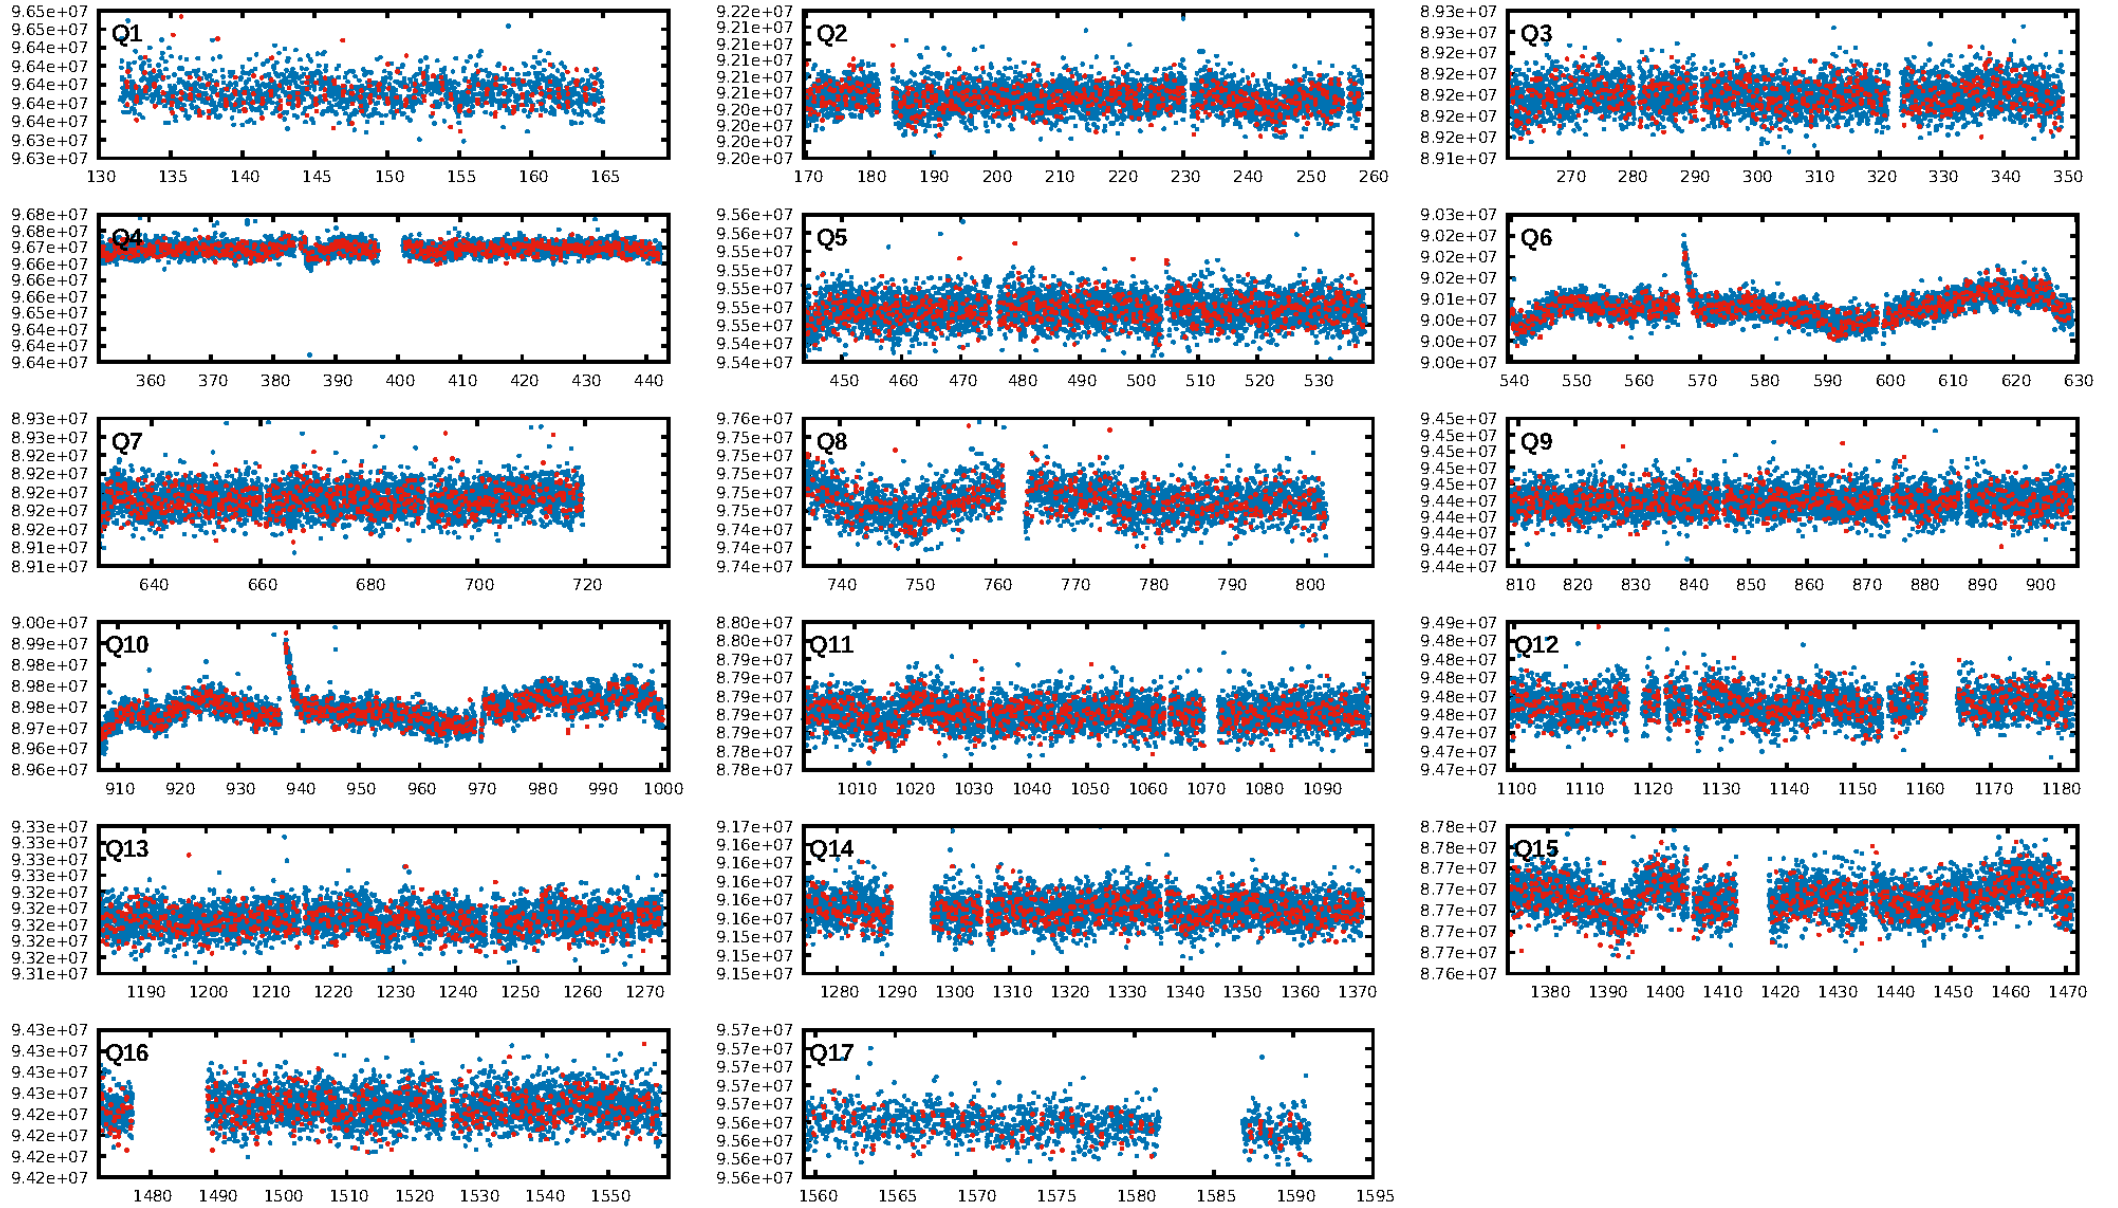 9.65e+07
9.65e+07
9.64e+07
9.64e+07
9.64e+07
9.64e+07
9.64e+07
9.63e+07
9.63e+07
Q1
130 135 140 145 150 155 160 165
9.22e+07
9.21e+07
9.21e+07
9.21e+07
9.21e+07
9.20e+07
9.20e+07
9.20e+07
9.20e+07
Q2
170 180 190 200 210 220 230 240 250 260
8.93e+07
8.93e+07
8.92e+07
8.92e+07
8.92e+07
8.92e+07
8.92e+07
8.91e+07
Q3
270 280 290 300 310 320 330 340 350
9.68e+07
9.68e+07
9.67e+07
9.66e+07
9.66e+07
9.66e+07
9.65e+07
9.64e+07
9.64e+07
9.64e+07
Q4
360 370 380 390 400 410 420 430 440
9.56e+07
9.56e+07
9.55e+07
9.55e+07
9.55e+07
9.55e+07
9.55e+07
9.54e+07
9.54e+07
Q5
450 460 470 480 490 500 510 520 530
9.03e+07
9.02e+07
9.02e+07
9.01e+07
9.01e+07
9.00e+07
9.00e+07
9.00e+07
Q6
540 550 560 570 580 590 600 610 620 630
8.93e+07
8.93e+07
8.92e+07
8.92e+07
8.92e+07
8.92e+07
8.92e+07
8.91e+07
8.91e+07
Q7
640 660 680 700 720
9.76e+07
9.75e+07
9.75e+07
9.75e+07
9.75e+07
9.75e+07
9.74e+07
9.74e+07
9.74e+07
Q8
740 750 760 770 780 790 800
9.45e+07
9.45e+07
9.45e+07
9.45e+07
9.45e+07
9.44e+07
9.44e+07
9.44e+07
9.44e+07
9.44e+07
Q9
810 820 830 840 850 860 870 880 890 900
9.00e+07
8.99e+07
8.98e+07
8.98e+07
8.98e+07
8.97e+07
8.96e+07
8.96e+07
Q10
910 920 930 940 950 960 970 980 990 1000
8.80e+07
8.80e+07
8.79e+07
8.79e+07
8.79e+07
8.79e+07
8.79e+07
8.78e+07
8.78e+07
Q11
1010 1020 1030 1040 1050 1060 1070 1080 1090
9.49e+07
9.48e+07
9.48e+07
9.48e+07
9.48e+07
9.48e+07
9.47e+07
9.47e+07
9.47e+07
Q12
1100 1110 1120 1130 1140 1150 1160 1170 1180
9.33e+07
9.33e+07
9.33e+07
9.33e+07
9.32e+07
9.32e+07
9.32e+07
9.32e+07
9.32e+07
9.31e+07
Q13
1190 1200 1210 1220 1230 1240 1250 1260 1270
9.17e+07
9.16e+07
9.16e+07
9.16e+07
9.16e+07
9.16e+07
9.15e+07
9.15e+07
9.15e+07
Q14
1280 1290 1300 1310 1320 1330 1340 1350 1360 1370
8.78e+07
8.78e+07
8.77e+07
8.77e+07
8.77e+07
8.77e+07
8.77e+07
8.76e+07
Q15
1380 1390 1400 1410 1420 1430 1440 1450 1460 1470
9.43e+07
9.43e+07
9.43e+07
9.43e+07
9.42e+07
9.42e+07
9.42e+07
9.42e+07
Q16
1480 1490 1500 1510 1520 1530 1540 1550
9.57e+07
9.57e+07
9.57e+07
9.57e+07
9.57e+07
9.56e+07
9.56e+07
9.56e+07
9.56e+07
Q17
1560 1565 1570 1575 1580 1585 1590 1595